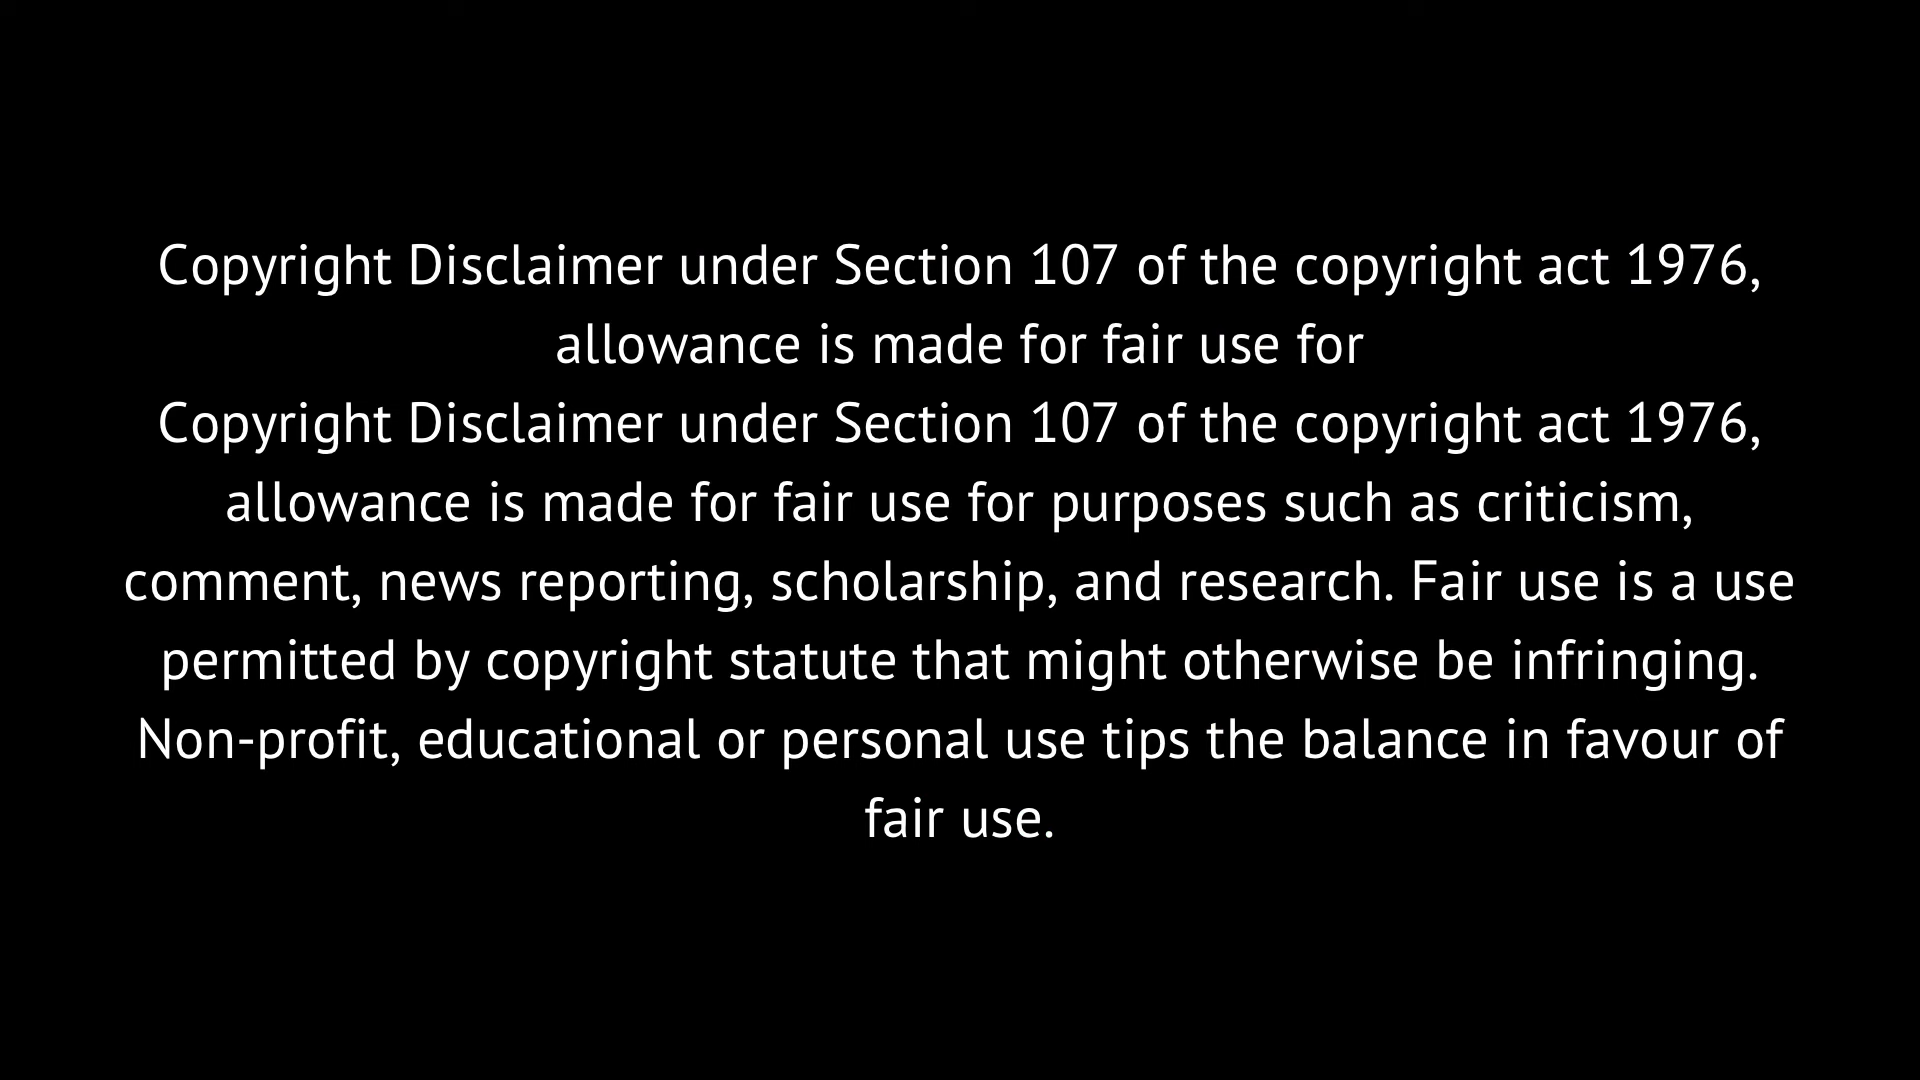 Copyright Disclaimer under Section 107 of the copyright act 1976,
allowance is made for fair use for
Copyright Disclaimer under Section 107 of the copyright act 1976,
allowance is made for fair use for purposes such as criticism,
comment, news reporting, scholarship, and research. Fair use is a use
permitted by copyright statute that might otherwise be infringing.
Non-profit, educational or personal use tips the balance in favour of
fair use.